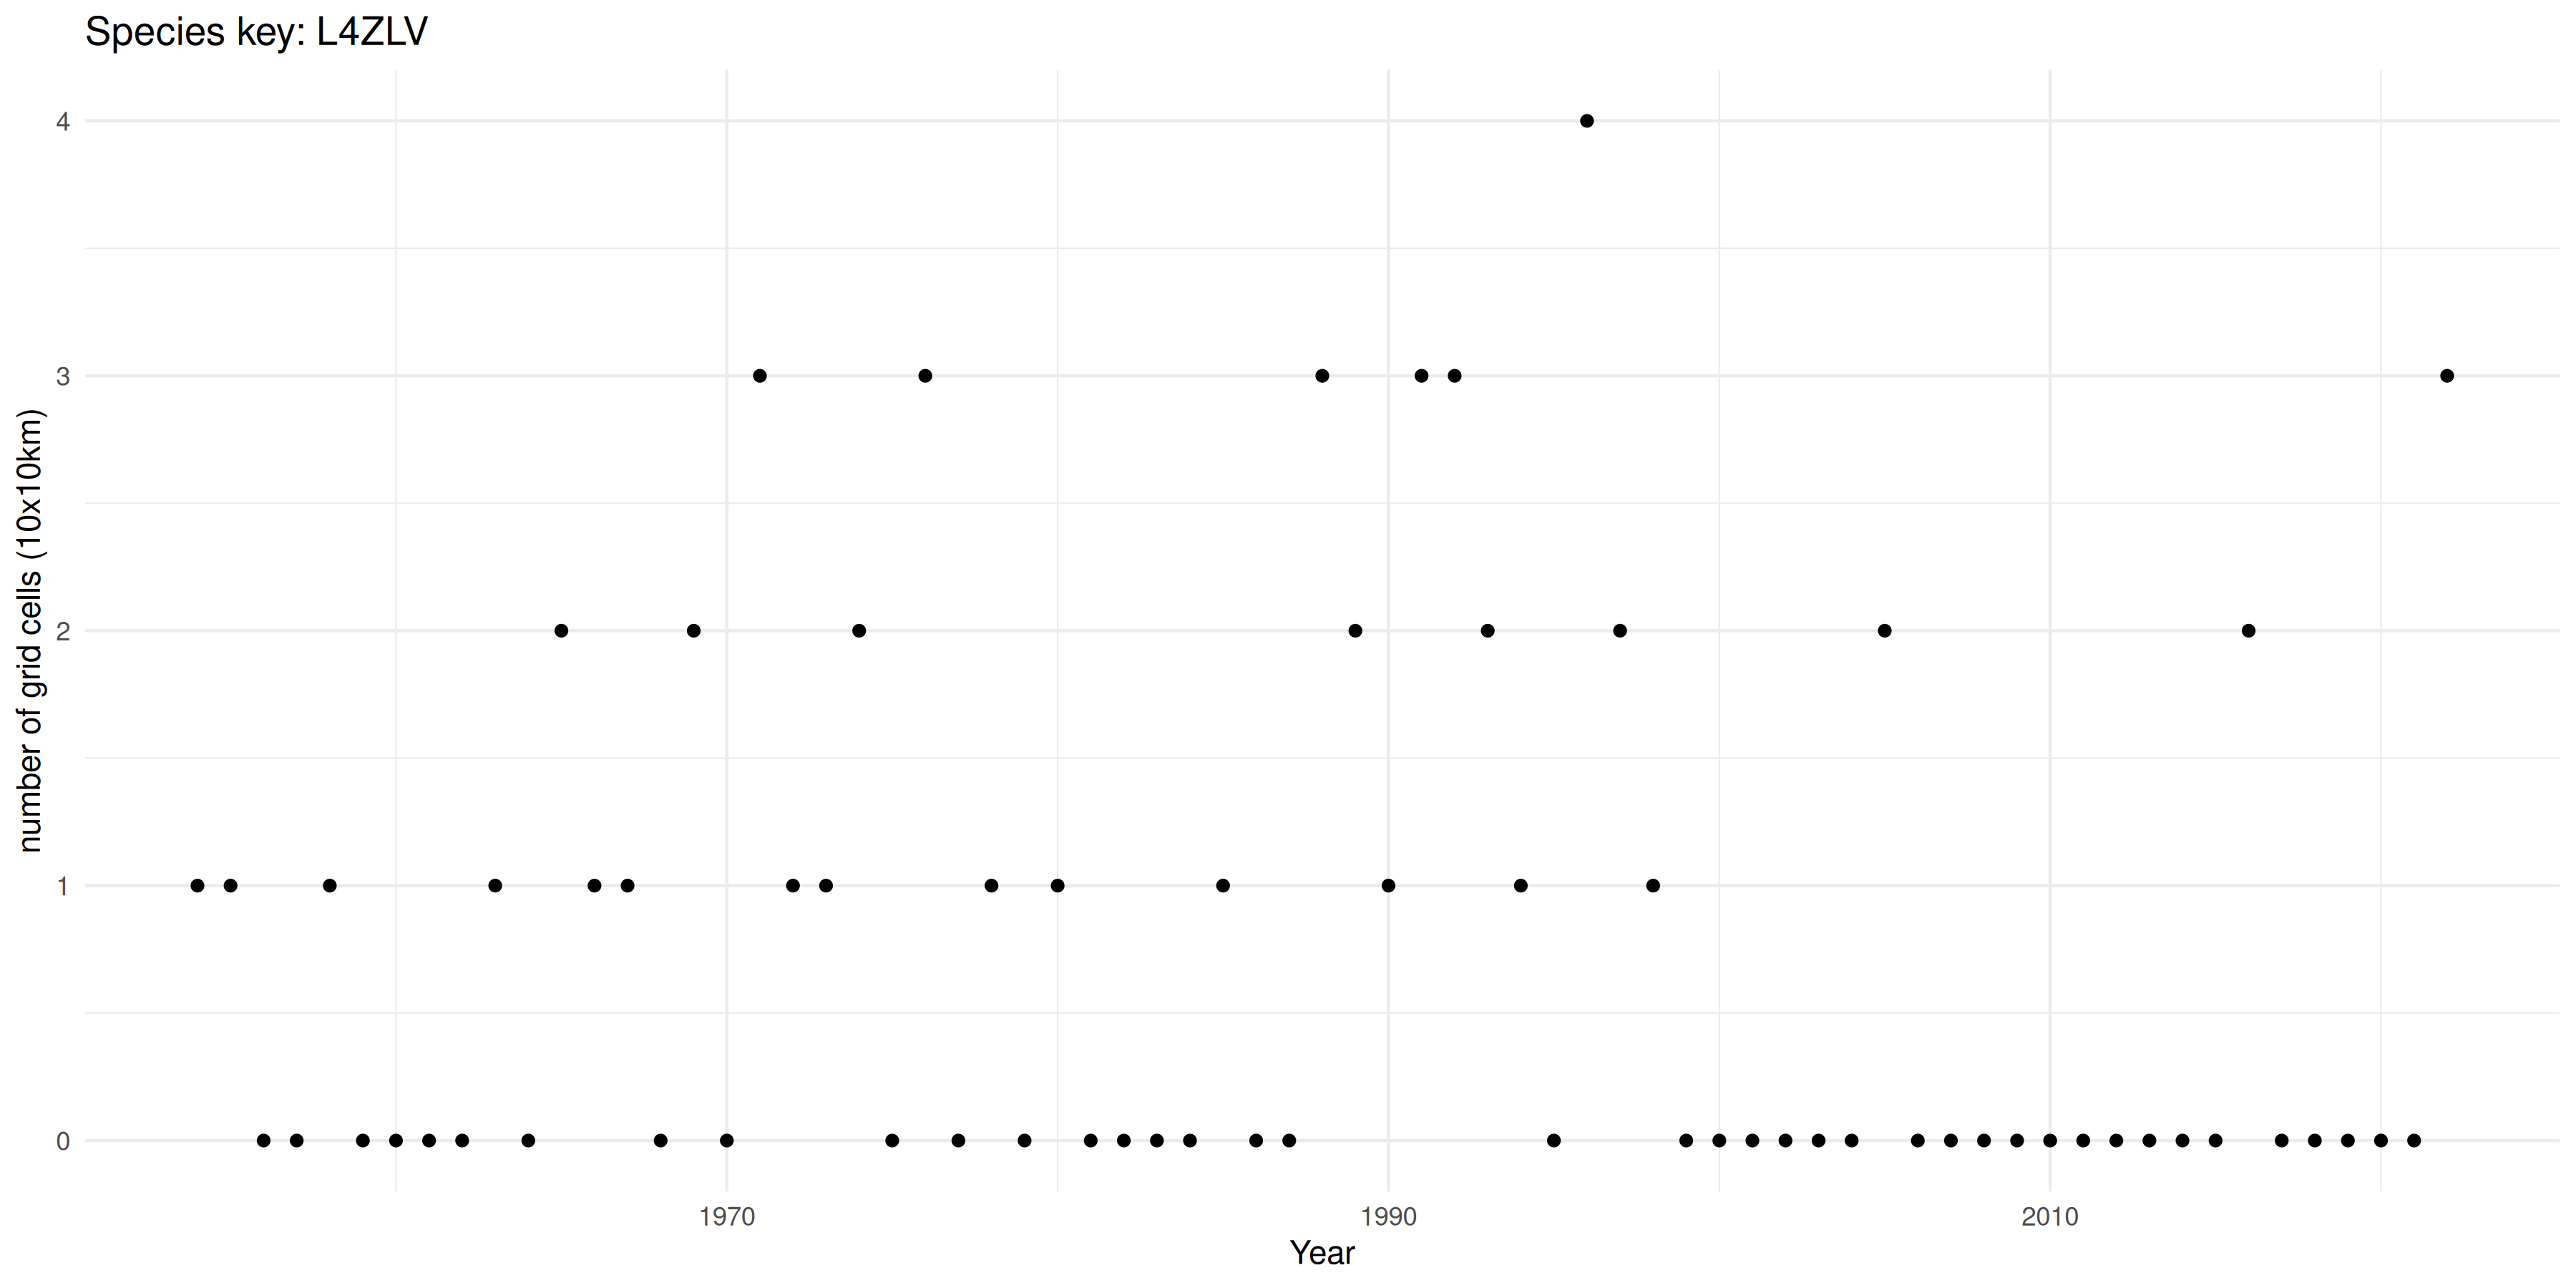 Species key: L4ZLV
number of grid cells (10x10km)
4
3
2
1
0
1970
1990
2010
Year